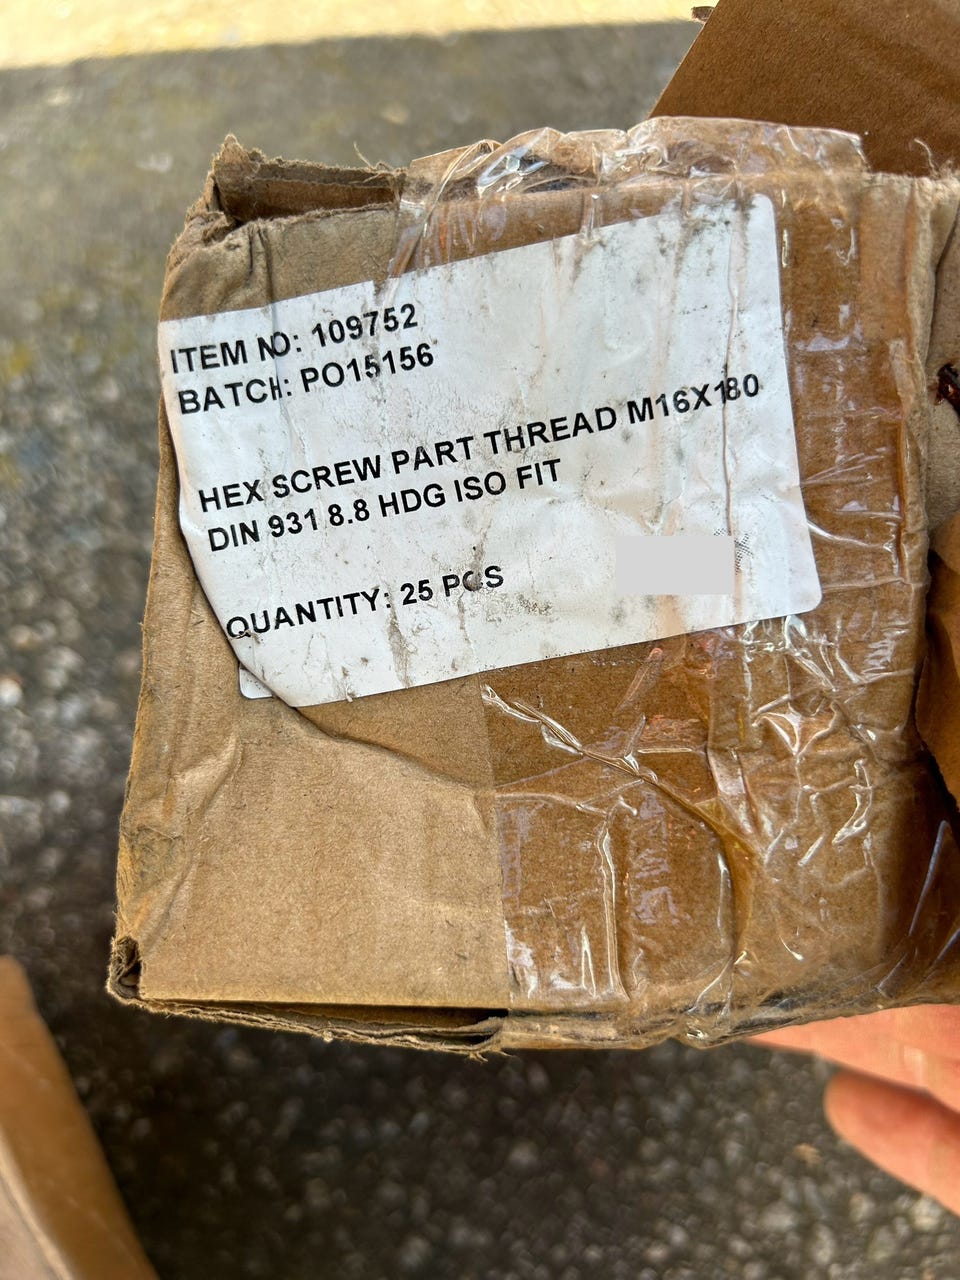 ITEM NO: 109752
BATCH: PO15156
HEX SCREW PART THREAD M16X180
DIN 931 8.8 HDG ISO FIT
QUANTITY: 25 PCS